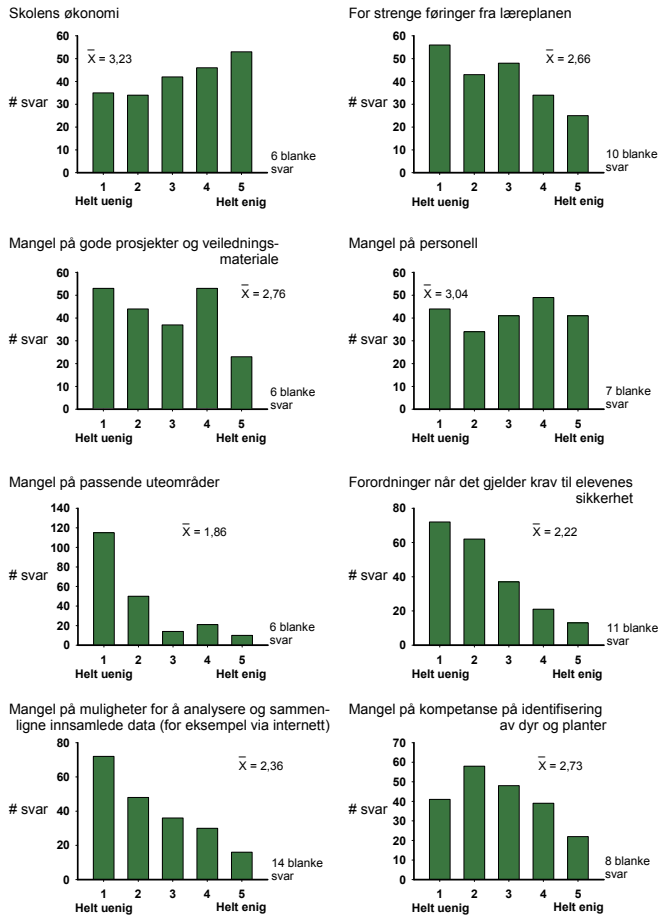 Skolens økonomi
60
50
40
30
20
10
0
# svar
X = 3,23
6 blanke
svar
1 2 3 4 5
Helt uenig Helt enig
For strenge føringer fra læreplanen
60
50
40
30
20
10
0
# svar
X = 2,66
10 blanke
svar
1 2 3 4 5
Helt uenig Helt enig
Mangel på gode prosjekter og veilednings-
materiale
60
50
40
30
20
10
0
# svar
X = 2,76
6 blanke
svar
1 2 3 4 5
Helt uenig Helt enig
Mangel på personell
60
50
40
30
20
10
0
# svar
X = 3,04
7 blanke
svar
1 2 3 4 5
Helt uenig Helt enig
Mangel på passende uteområder
140
120
100
80
60
40
20
0
# svar
X = 1,86
6 blanke
svar
1 2 3 4 5
Helt uenig Helt enig
Forordninger når det gjelder krav til elevenes
sikkerhet
80
60
40
20
0
# svar
X = 2,22
11 blanke
svar
1 2 3 4 5
Helt uenig Helt enig
Mangel på muligheter for å analysere og sammen-
ligne innsamlede data (for eksempel via internett)
80
60
40
20
0
# svar
X = 2,36
14 blanke
svar
1 2 3 4 5
Helt uenig Helt enig
Mangel på kompetanse på identifisering
av dyr og planter
70
60
50
40
30
20
10
0
# svar
X = 2,73
8 blanke
svar
1 2 3 4 5
Helt uenig Helt enig